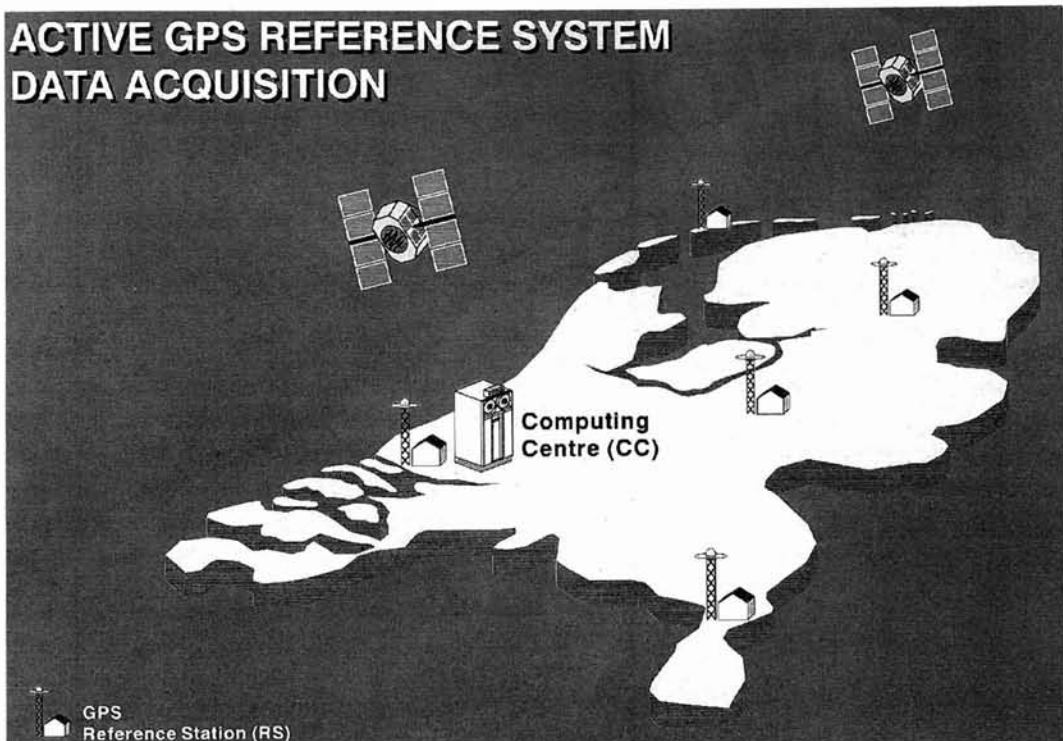 ACTIVE GPS REFERENCE SYSTEM
DATA ACQUISITION
Computing
Centre (CC)
GPS
Reference Station (RS)